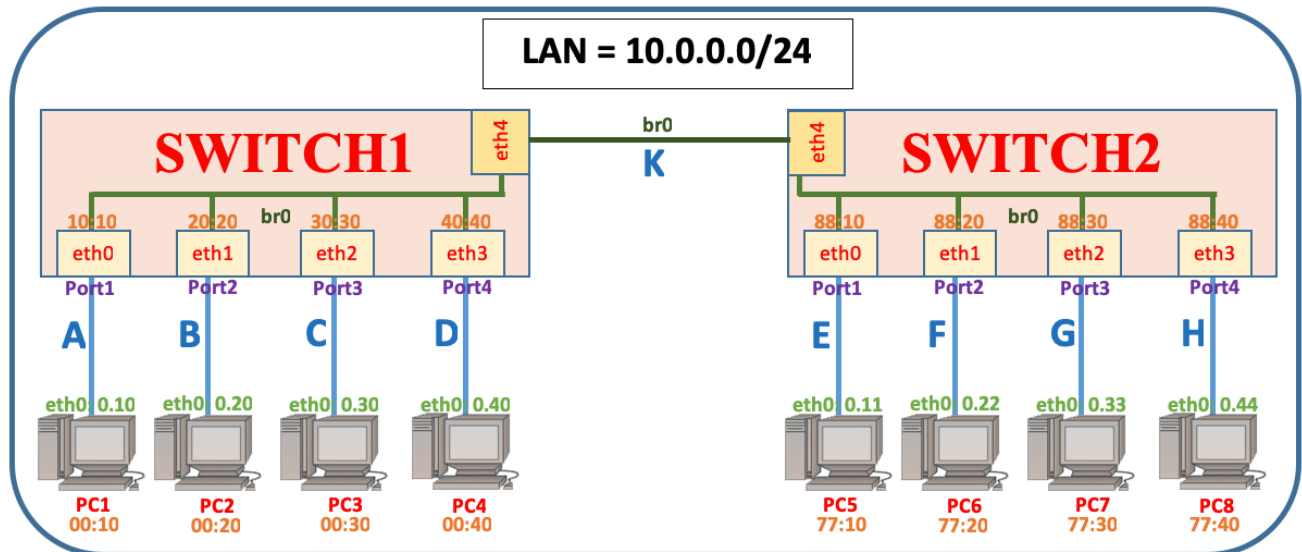 LAN = 10.0.0.0/24
SWITCH1 eth4 br0 K eth4 SWITCH2
10:10 20:20 br0 30:30 40:40 88:10 88:20 br0 88:30 88:40
eth0 eth1 eth2 eth3 eth0 eth1 eth2 eth3
Port1 Port2 Port3 Port4 Port1 Port2 Port3 Port4
A B C D E F G H
eth0: 0.10 eth0: 0.20 eth0: 0.30 eth0: 0.40 eth0: 0.11 eth0: 0.22 eth0: 0.33 eth0: 0.44
PC1 PC2 PC3 PC4 PC5 PC6 PC7 PC8
00:10 00:20 00:30 00:40 77:10 77:20 77:30 77:40